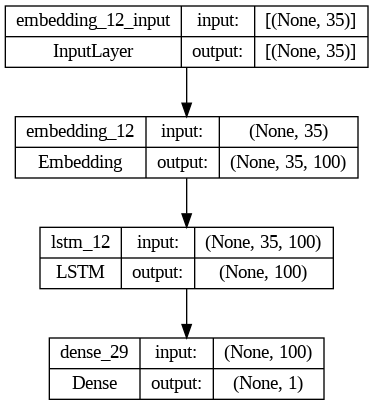 embedding_12_input input: [(None, 35)]
InputLayer output: [(None, 35)]
embedding_12 input: (None, 35)
Embedding output: (None, 35, 100)
lstm_12 input: (None, 35, 100)
LSTM output: (None, 100)
dense_29 input: (None, 100)
Dense output: (None, 1)